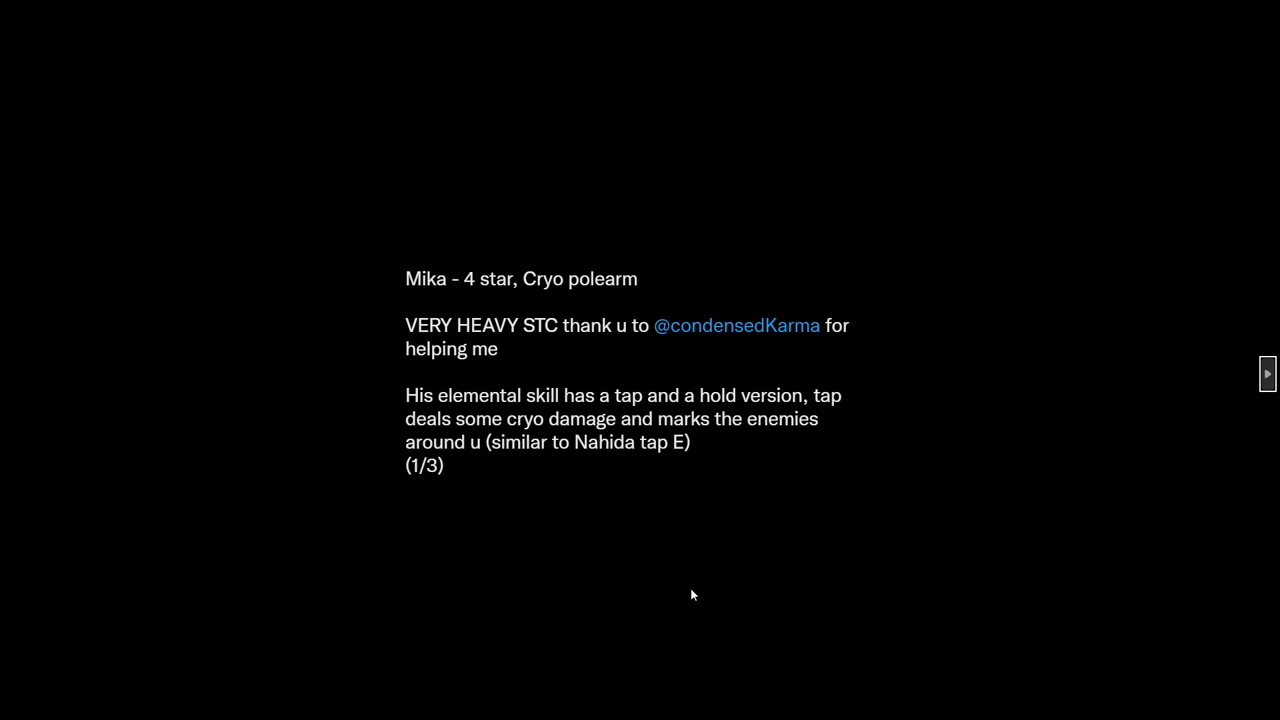 Mika - 4 star, Cryo polearm
VERY HEAVY STC thank u to @condensedKarma for
helping me
His elemental skill has a tap and a hold version, tap
deals some cryo damage and marks the enemies
around u (similar to Nahida tap E)
(1/3)